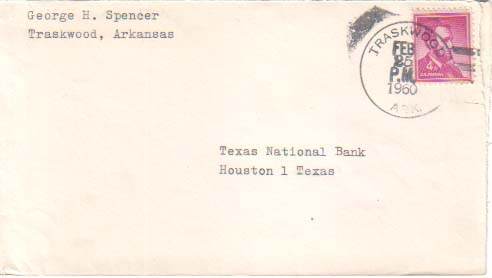 George H. Spencer
Traskwood, Arkansas
TRASKWOOD
FEB
25
P.M.
1960
ARK.
4¢
Texas National Bank
Houston 1 Texas